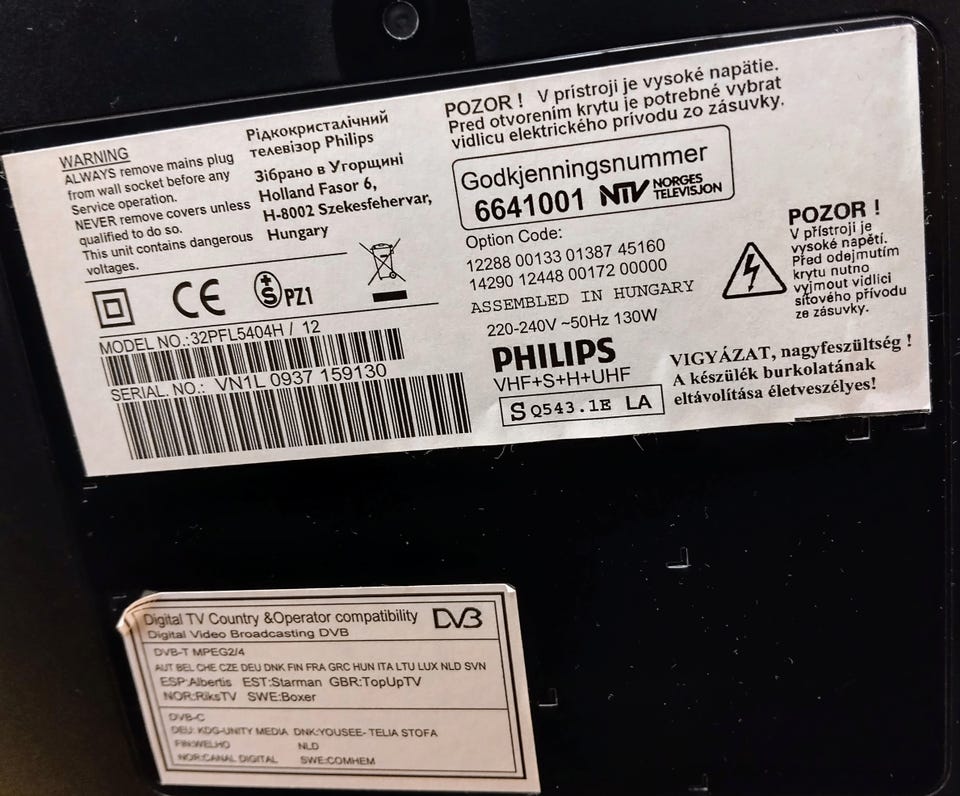 WARNING
ALWAYS remove mains plug
from wall socket before any
Service operation.
NEVER remove covers unless
qualified to do so.
This unit contains dangerous
voltages.
Рідкокристалічний
телевізор Philips
Зібрано в Угорщині
Holland Fasor 6,
H-8002 Szekesfehervar,
Hungary
CE
S PZ1
MODEL NO.:32PFL5404H/ 12
SERIAL. NO.: VN1L 0937 159130
POZOR ! V prístroji je vysoké napätie.
Pred otvorením krytu je potrebné vybrat
vidlicu elektrického prívodu zo zásuvky.
Godkjenningsnummer
6641001 NTV NORGES
TELEVISJON
Option Code:
12288 00133 01387 45160
14290 12448 00172 00000
ASSEMBLED IN HUNGARY
220-240V ~50Hz 130W
PHILIPS
VHF+S+H+UHF
S Q543.1E LA
POZOR !
V přístroji je
vysoké napětí.
Před odejmutím
krytu nutno
vyjmout vidlici
síťového přívodu
ze zásuvky.
VIGYÁZAT, nagyfeszültség !
A készülék burkolatának
eltávolítása életveszélyes!
Digital TV Country &Operator compatibility DVB
Digital Video Broadcasting DVB
DVB-T MPEG2/4
AUT BEL CHE CZE DEU DNK FIN FRA GRC HUN ITA LTU LUX NLD SVN
ESP:Albertis EST:Starman GBR:TopUpTV
NOR:RiksTV SWE:Boxer
DVB-C
DEU: KDG-UNITY MEDIA DNK:YOUSEE- TELIA STOFA
FIN:WELHO NLD
NOR:CANAL DIGITAL SWE:COMHEM